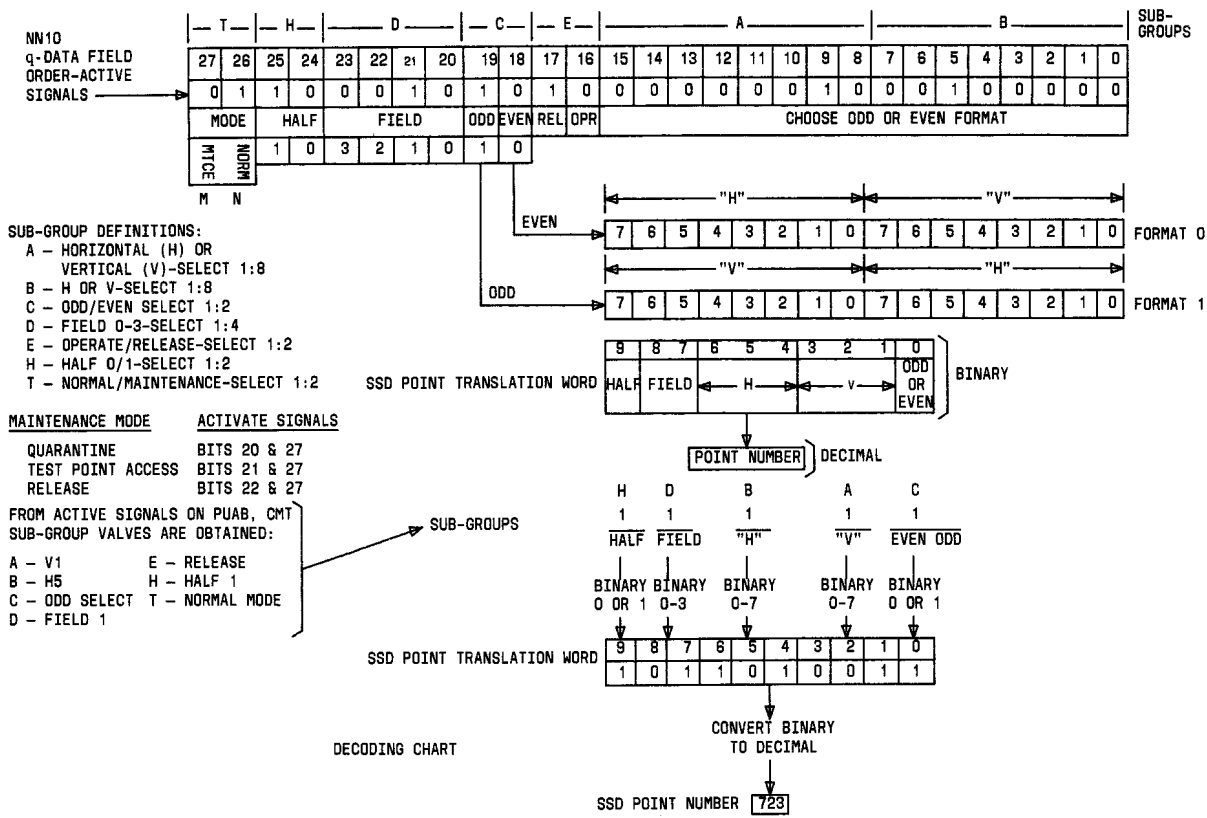 NN10
q-DATA FIELD
ORDER-ACTIVE
SIGNALS
T H D C E A B SUB-
GROUPS
27 26 25 24 23 22 21 20 19 18 17 16 15 14 13 12 11 10 9 8 7 6 5 4 3 2 1 0
0 1 1 0 0 0 1 0 1 0 1 0 0 0 0 0 0 0 1 0 0 0 1 0 0 0 0 0
MODE HALF FIELD ODD EVEN REL OPR CHOOSE ODD OR EVEN FORMAT
MTCE NORM 1 0 3 2 1 0 1 0
M N
"H" "V"
EVEN 7 6 5 4 3 2 1 0 7 6 5 4 3 2 1 0 FORMAT 0
"V" "H"
ODD 7 6 5 4 3 2 1 0 7 6 5 4 3 2 1 0 FORMAT 1
SUB-GROUP DEFINITIONS:
A – HORIZONTAL (H) OR
VERTICAL (V)-SELECT 1:8
B – H OR V-SELECT 1:8
C – ODD/EVEN SELECT 1:2
D – FIELD 0-3-SELECT 1:4
E – OPERATE/RELEASE-SELECT 1:2
H – HALF 0/1-SELECT 1:2
T – NORMAL/MAINTENANCE-SELECT 1:2
9 8 7 6 5 4 3 2 1 0
SSD POINT TRANSLATION WORD HALF FIELD H V ODD
OR
EVEN
BINARY
POINT NUMBER DECIMAL
MAINTENANCE MODE ACTIVATE SIGNALS
QUARANTINE BITS 20 & 27
TEST POINT ACCESS BITS 21 & 27
RELEASE BITS 22 & 27
FROM ACTIVE SIGNALS ON PUAB, CMT
SUB-GROUP VALVES ARE OBTAINED:
A – V1 E – RELEASE
B – H5 H – HALF 1
C – ODD SELECT T – NORMAL MODE
D – FIELD 1
SUB-GROUPS
H D B A C
1 1 1 1 1
HALF FIELD "H" "V" EVEN ODD
BINARY BINARY BINARY BINARY BINARY
0 OR 1 0-3 0-7 0-7 0 OR 1
SSD POINT TRANSLATION WORD 9 8 7 6 5 4 3 2 1 0
1 0 1 1 0 1 0 0 1 1
CONVERT BINARY
TO DECIMAL
DECODING CHART
SSD POINT NUMBER 723